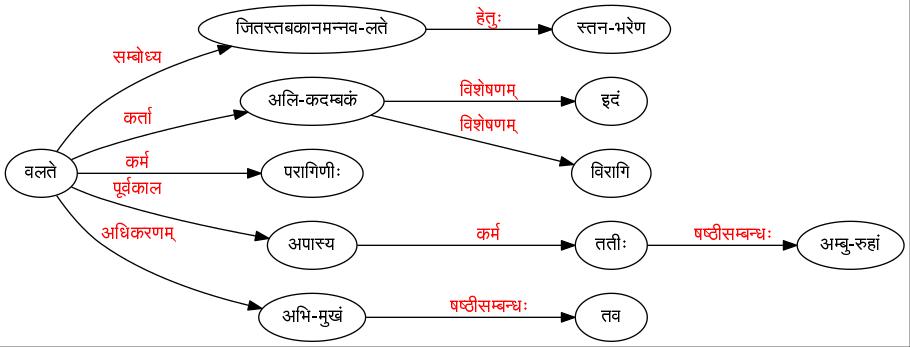 जितस्तबकानमन्नव-लते हेतुः स्तन-भरेण
सम्बोध्य
अलि-कदम्बकं विशेषणम् इदं
कर्ता
विशेषणम्
वलते कर्म परागिणीः विरागि
पूर्वकाल
अधिकरणम् अपास्य कर्म ततीः षष्ठीसम्बन्धः अम्बु-रुहां
अभि-मुखं षष्ठीसम्बन्धः तव